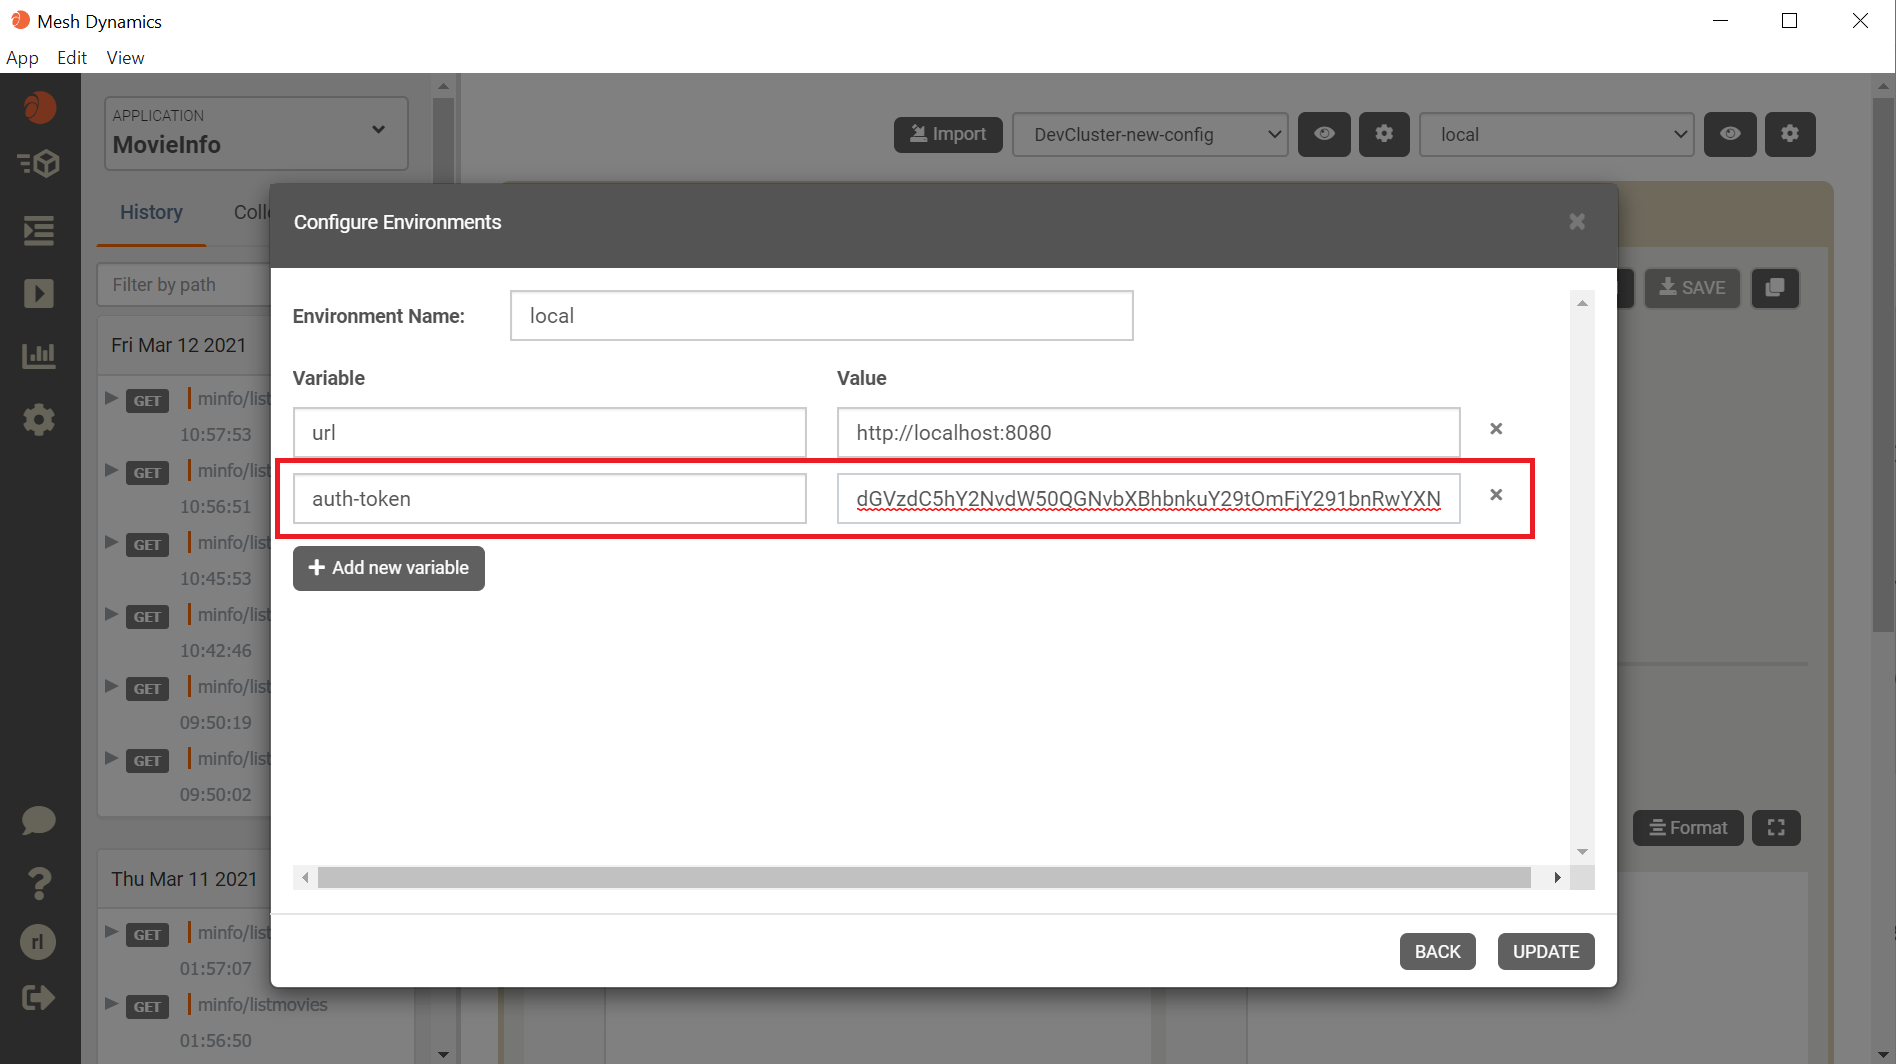 Mesh Dynamics
App Edit View
APPLICATION
MovieInfo
Import
DevCluster-new-config
local
History
Configure Environments
Filter by path
SAVE
Environment Name:
local
Fri Mar 12 2021
Variable
Value
GET minfo/list
10:57:53
url
http://localhost:8080
GET minfo/list
10:56:51
auth-token
dGVzdC5hY2NvdW50QGNvbXBhbnkuY29tOmFjY291bnRwYXN
GET minfo/list
10:45:53
Add new variable
GET minfo/list
10:42:46
GET minfo/list
09:50:19
GET minfo/list
09:50:02
Format
Thu Mar 11 2021
GET minfo/list
01:57:07
BACK
UPDATE
rl
GET minfo/listmovies
01:56:50